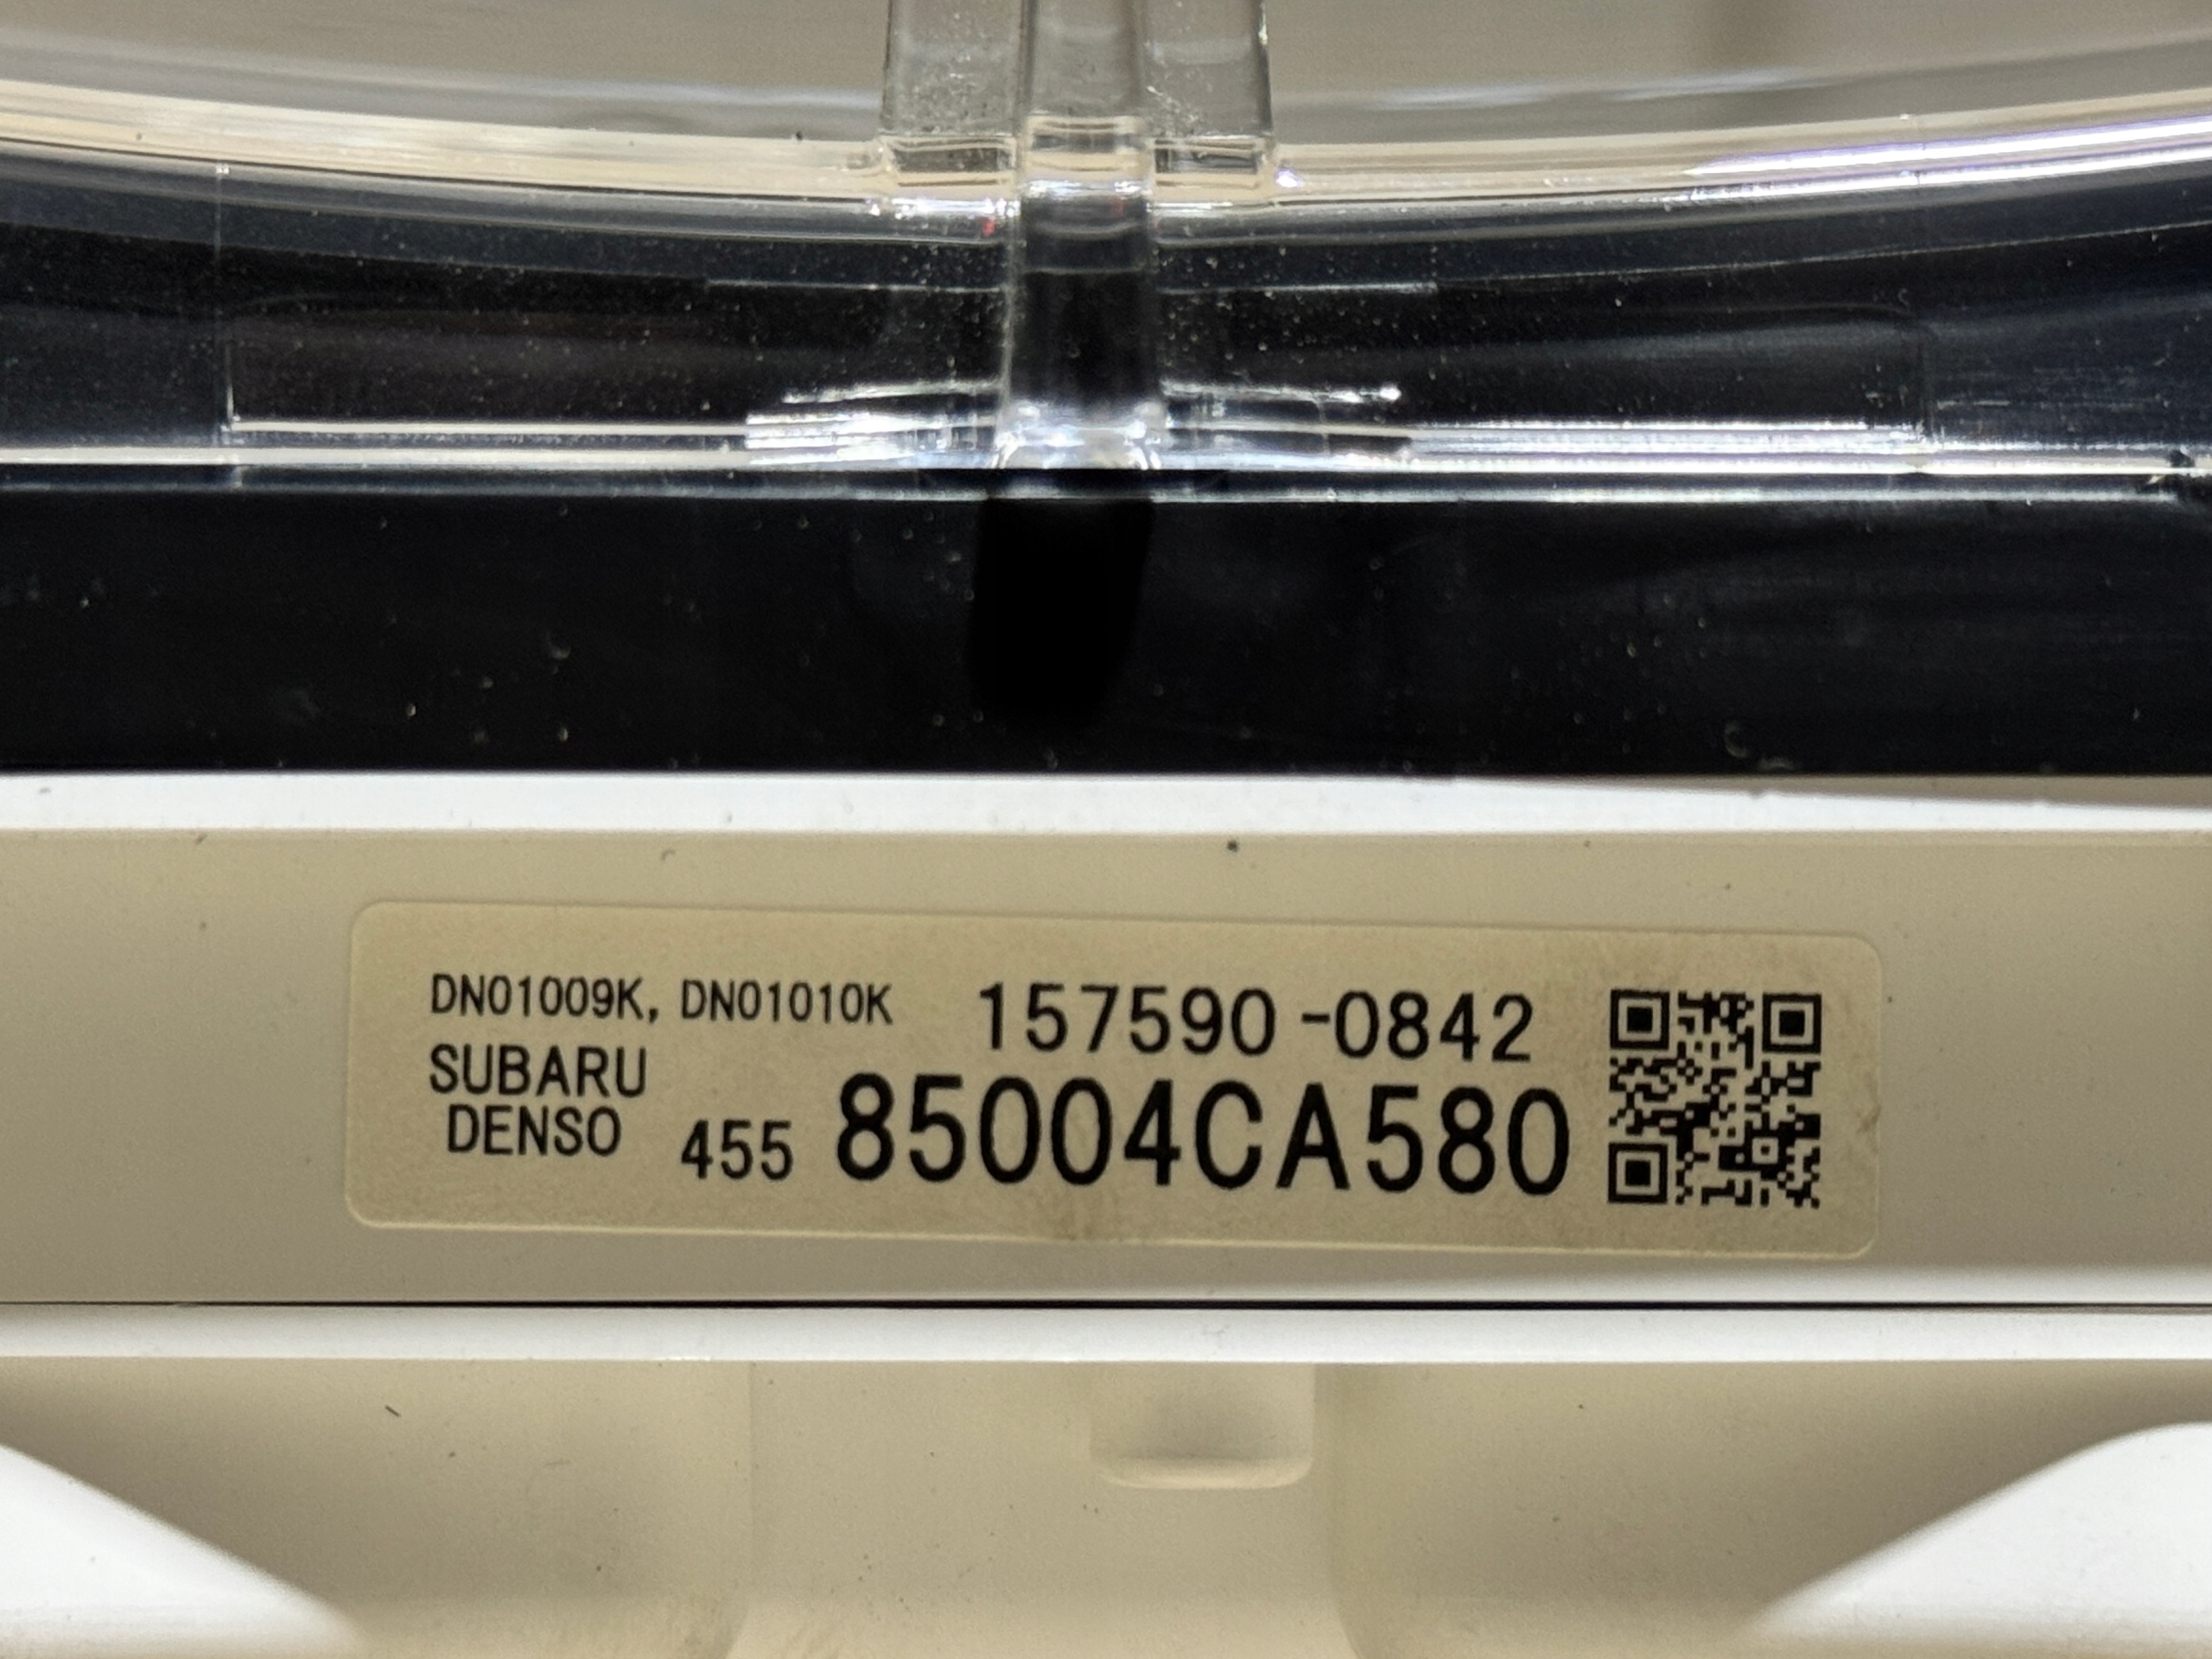 DN01009K, DN01010K 157590-0842
SUBARU
DENSO 455 85004CA580